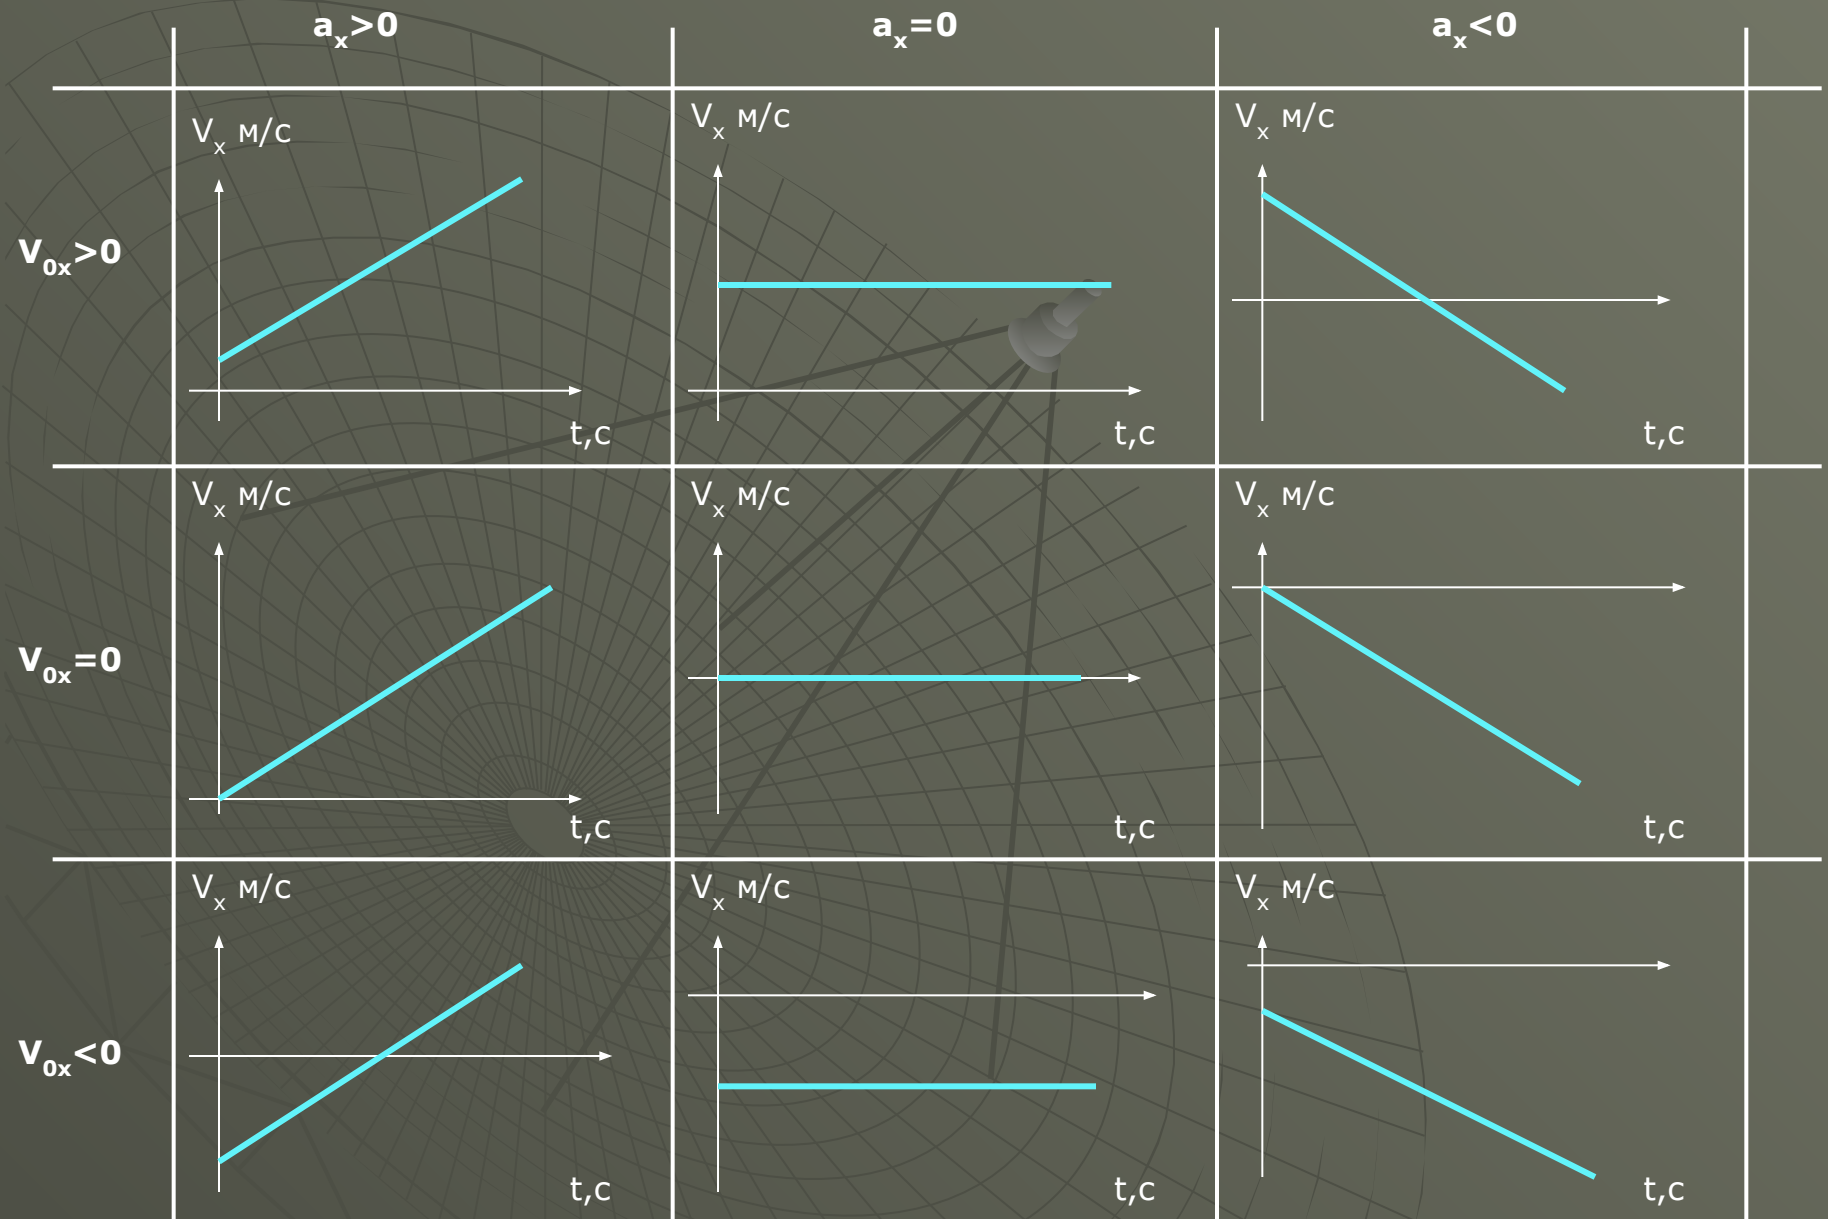 aₓ>0 aₓ=0 aₓ<0
Vₓ м/с Vₓ м/с Vₓ м/с
V₀ₓ>0
t,c t,c t,c
Vₓ м/с Vₓ м/с Vₓ м/с
V₀ₓ=0
t,c t,c t,c
Vₓ м/с Vₓ м/с Vₓ м/с
V₀ₓ<0
t,c t,c t,c